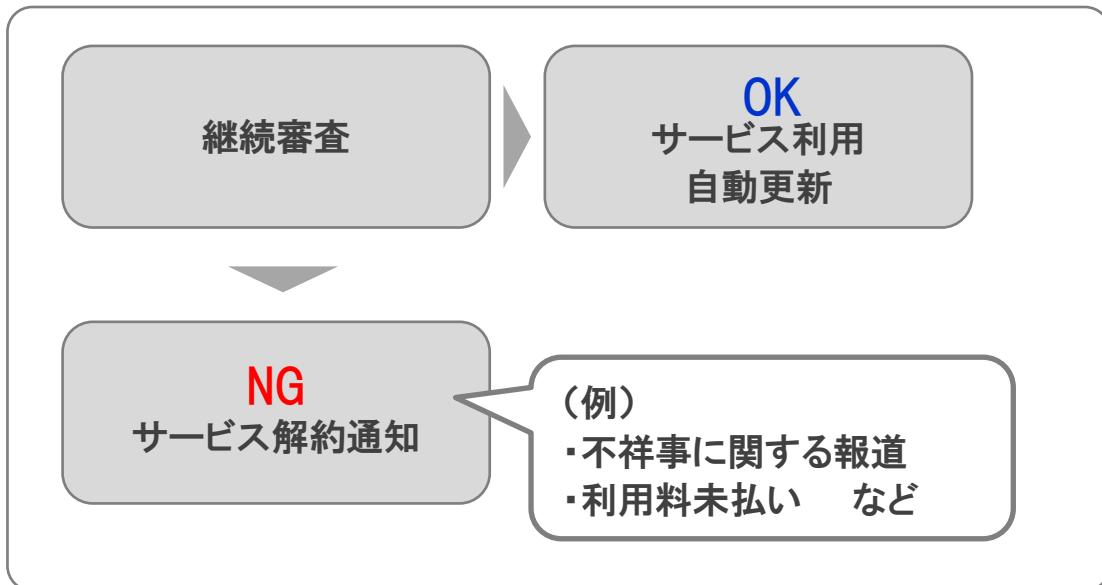 継続審査
OK
サービス利用
自動更新
NG
サービス解約通知
（例）
・不祥事に関する報道
・利用料未払い　など